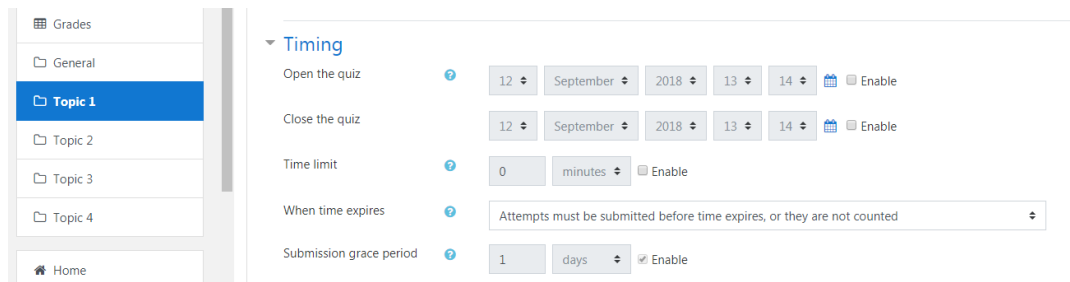 Grades
General
Topic 1
Topic 2
Topic 3
Topic 4
Home
Timing
Open the quiz 12 September 2018 13 14 Enable
Close the quiz 12 September 2018 13 14 Enable
Time limit 0 minutes Enable
When time expires Attempts must be submitted before time expires, or they are not counted
Submission grace period 1 days Enable